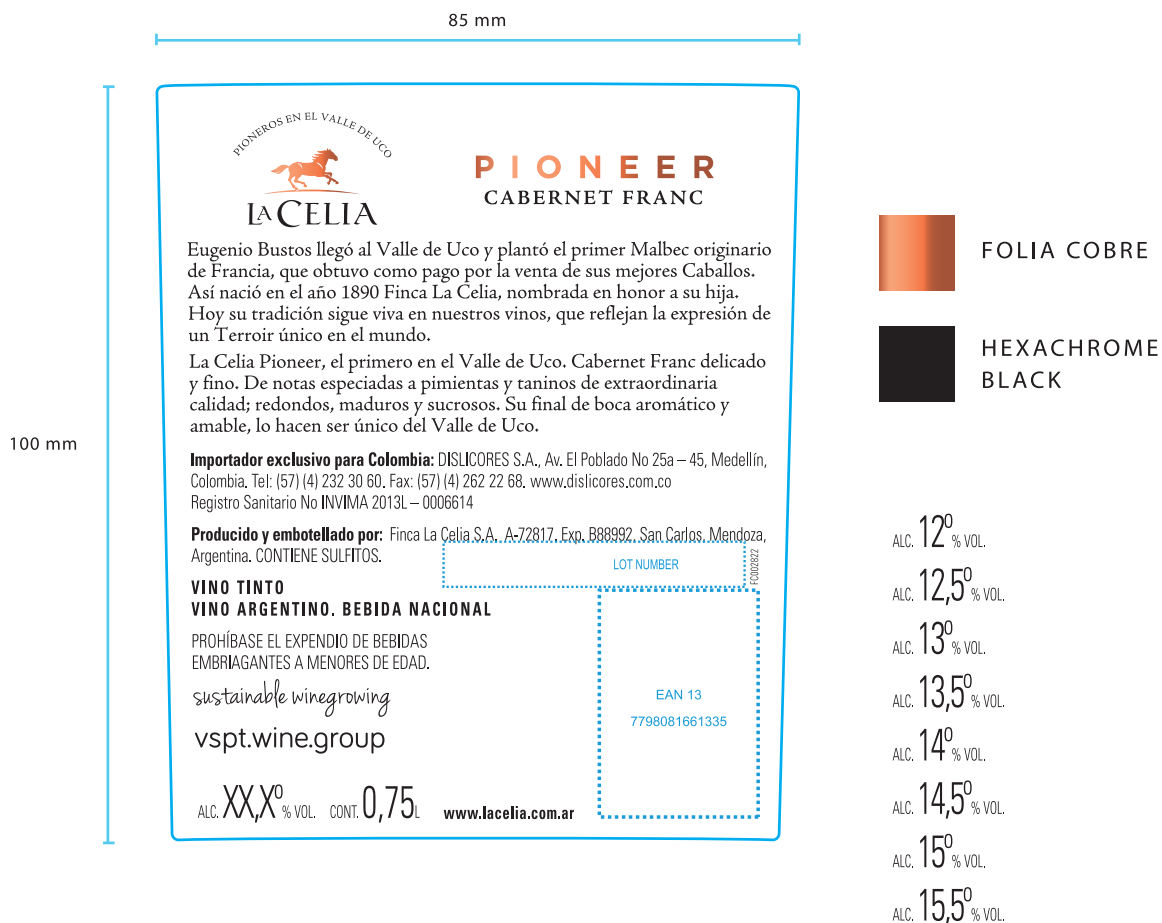 85 mm
100 mm
PIONEROS EN EL VALLE DE UCO
LA CELIA
PIONEER
CABERNET FRANC
Eugenio Bustos llegó al Valle de Uco y plantó el primer Malbec originario
de Francia, que obtuvo como pago por la venta de sus mejores Caballos.
Así nació en el año 1890 Finca La Celia, nombrada en honor a su hija.
Hoy su tradición sigue viva en nuestros vinos, que reflejan la expresión de
un Terroir único en el mundo.
La Celia Pioneer, el primero en el Valle de Uco. Cabernet Franc delicado
y fino. De notas especiadas a pimientas y taninos de extraordinaria
calidad; redondos, maduros y sucrosos. Su final de boca aromático y
amable, lo hacen ser único del Valle de Uco.
Importador exclusivo para Colombia: DISLICORES S.A., Av. El Poblado No 25a – 45, Medellín,
Colombia. Tel: (57) (4) 232 30 60. Fax: (57) (4) 262 22 68. www.dislicores.com.co
Registro Sanitario No INVIMA 2013L – 0006614
Producido y embotellado por: Finca La Celia S.A. A-72817. Exp. B88992, San Carlos, Mendoza,
Argentina. CONTIENE SULFITOS.
LOT NUMBER
FC002822
VINO TINTO
VINO ARGENTINO. BEBIDA NACIONAL
PROHÍBASE EL EXPENDIO DE BEBIDAS
EMBRIAGANTES A MENORES DE EDAD.
sustainable winegrowing
vspt.wine.group
EAN 13
7798081661335
ALC. XX,Xº % VOL. CONT. 0,75 L www.lacelia.com.ar
FOLIA COBRE
HEXACHROME
BLACK
ALC. 12º % VOL.
ALC. 12,5º % VOL.
ALC. 13º % VOL.
ALC. 13,5º % VOL.
ALC. 14º % VOL.
ALC. 14,5º % VOL.
ALC. 15º % VOL.
ALC. 15,5º % VOL.